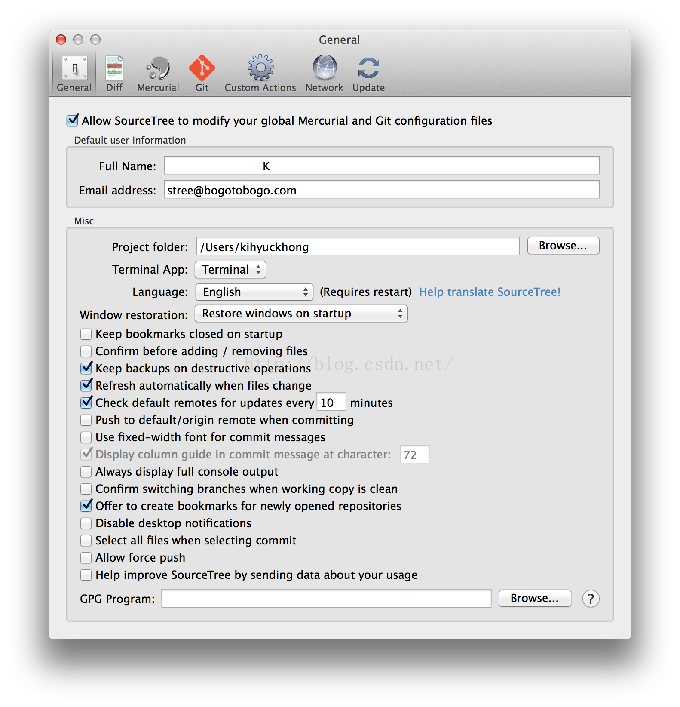 General
General Diff Mercurial Git Custom Actions Network Update
Allow SourceTree to modify your global Mercurial and Git configuration files
Default user information
Full Name: K
Email address: stree@bogotobogo.com
Misc
Project folder: /Users/kihyuckhong Browse...
Terminal App: Terminal
Language: English (Requires restart) Help translate SourceTree!
Window restoration: Restore windows on startup
Keep bookmarks closed on startup
Confirm before adding / removing files
http://blog.csdn.net/
Keep backups on destructive operations
Refresh automatically when files change
Check default remotes for updates every 10 minutes
Push to default/origin remote when committing
Use fixed-width font for commit messages
Display column guide in commit message at character: 72
Always display full console output
Confirm switching branches when working copy is clean
Offer to create bookmarks for newly opened repositories
Disable desktop notifications
Select all files when selecting commit
Allow force push
Help improve SourceTree by sending data about your usage
GPG Program: Browse... ?